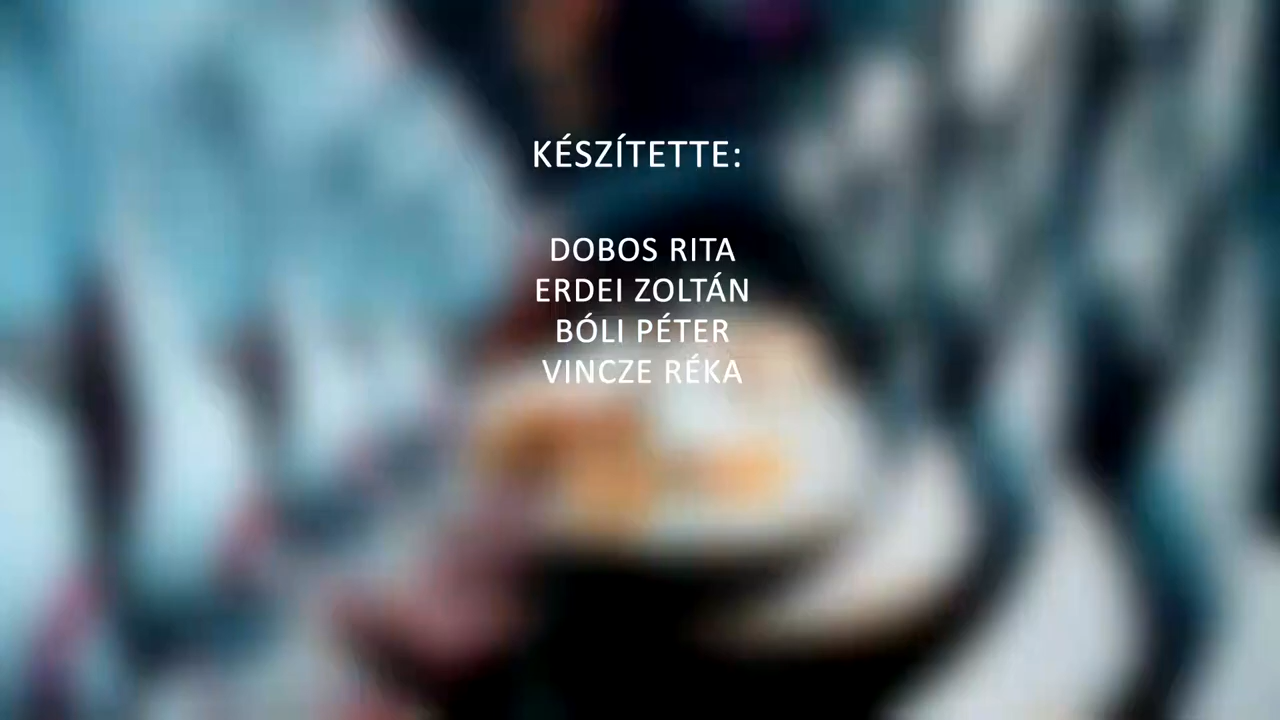 KÉSZÍTETTE:
DOBOS RITA
ERDEI ZOLTÁN
BÓLI PÉTER
VINCZE RÉKA